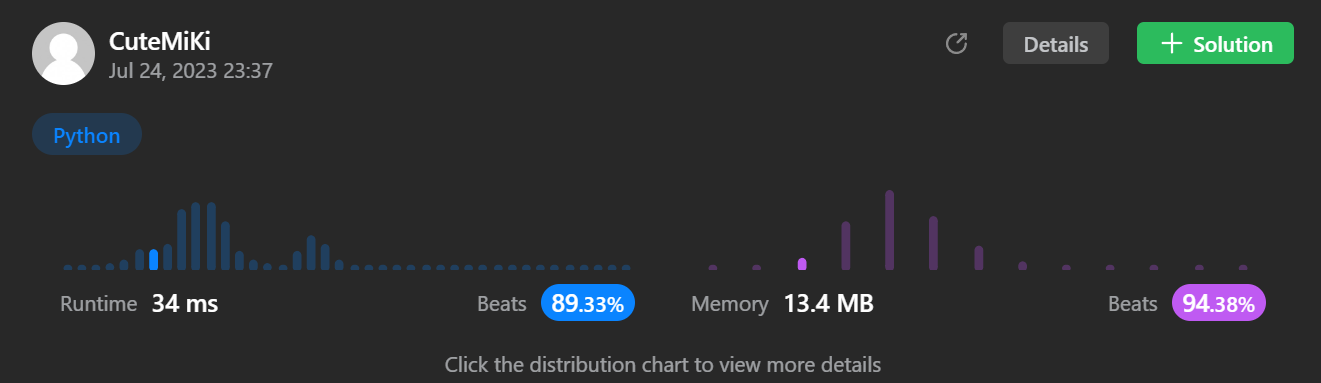 CuteMiKi
Jul 24, 2023 23:37
Details
+ Solution
Python
Runtime 34 ms
Beats 89.33%
Memory 13.4 MB
Beats 94.38%
Click the distribution chart to view more details